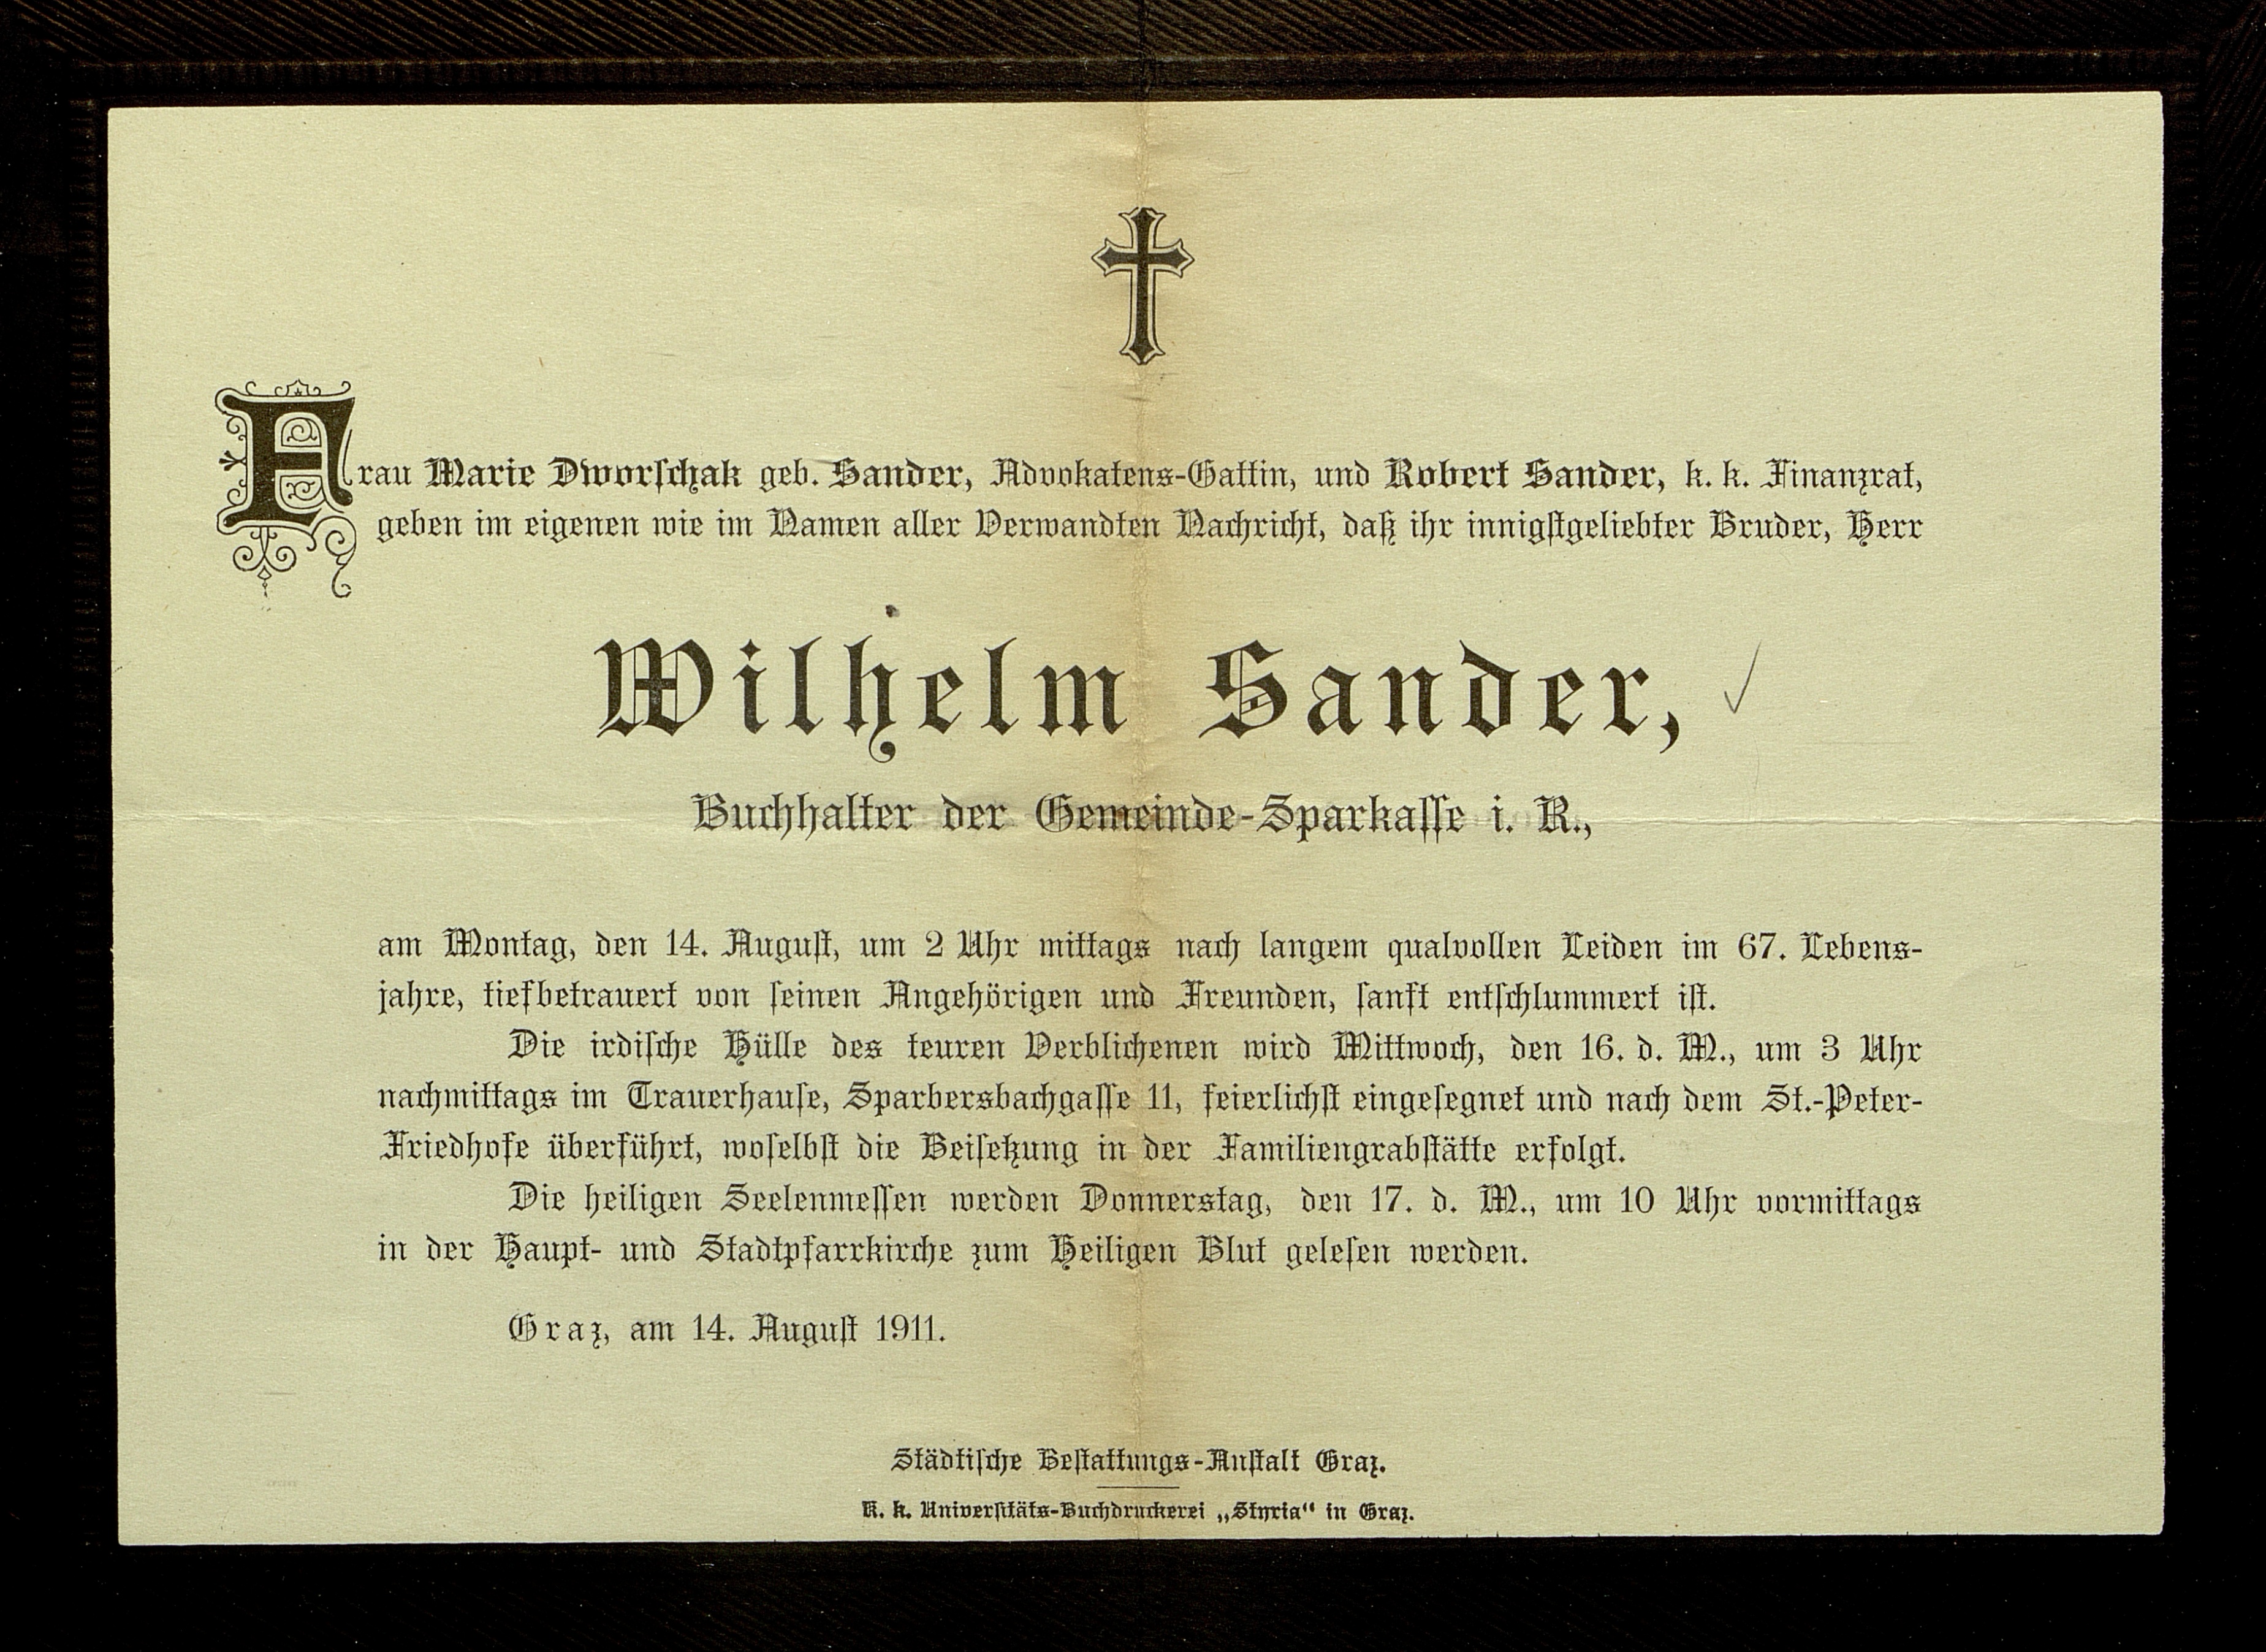 Frau Marie Dworschak geb. Sander, Advokatens-Gattin, und Robert Sander, k. k. Finanzrat,
geben im eigenen wie im Namen aller Verwandten Nachricht, daß ihr innigstgeliebter Bruder, Herr
Wilhelm Sander,
Buchhalter der Gemeinde-Sparkasse i. R.,
am Montag, den 14. August, um 2 Uhr mittags nach langem qualvollen Leiden im 67. Lebens-
jahre, tiefbetrauert von seinen Angehörigen und Freunden, sanft entschlummert ist.
Die irdische Hülle des teuren Verblichenen wird Mittwoch, den 16. d. M., um 3 Uhr
nachmittags im Trauerhause, Sparbersbachgasse 11, feierlichst eingesegnet und nach dem St.-Peter-
Friedhofe überführt, woselbst die Beisetzung in der Familiengrabstätte erfolgt.
Die heiligen Seelenmessen werden Donnerstag, den 17. d. M., um 10 Uhr vormittags
in der Haupt- und Stadtpfarrkirche zum Heiligen Blut gelesen werden.
Graz, am 14. August 1911.
Städtische Bestattungs-Anstalt Graz.
K. k. Universitäts-Buchdruckerei „Styria“ in Graz.